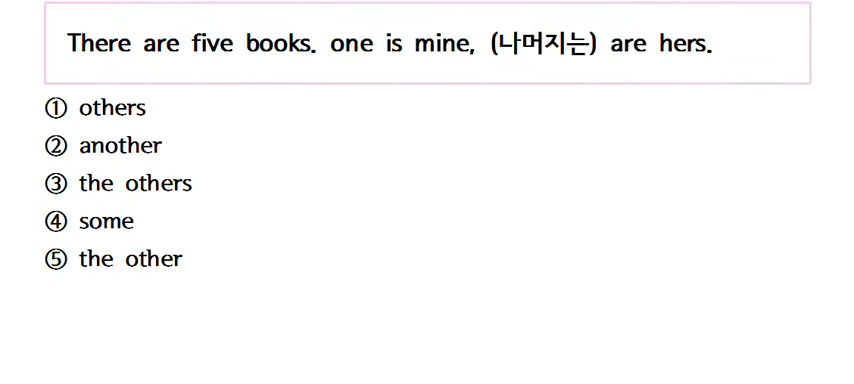 There are five books. one is mine, (나머지는) are hers.
① others
② another
③ the others
④ some
⑤ the other